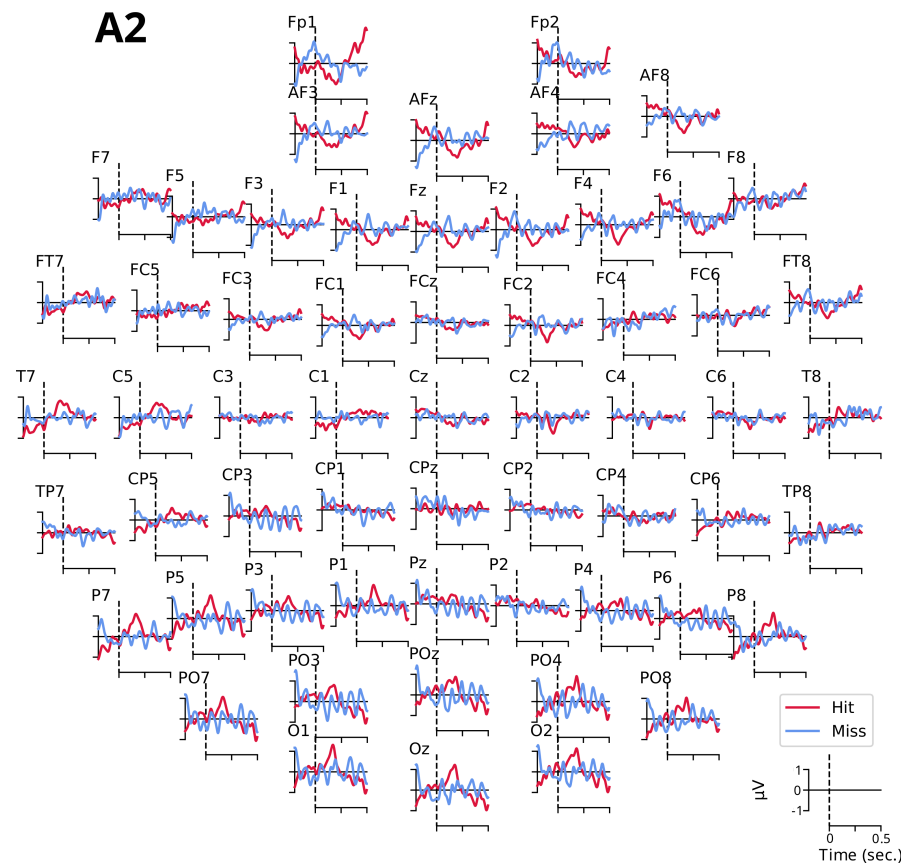 A2
Fp1 Fp2
AF3 AFz AF4 AF8
F7 F5 F3 F1 Fz F2 F4 F6 F8
FT7 FC5 FC3 FC1 FCz FC2 FC4 FC6 FT8
T7 C5 C3 C1 Cz C2 C4 C6 T8
TP7 CP5 CP3 CP1 CPz CP2 CP4 CP6 TP8
P7 P5 P3 P1 Pz P2 P4 P6 P8
PO7 PO3 POz PO4 PO8
O1 Oz O2
Hit
Miss
μV
1
0
-1
0 0.5
Time (sec.)